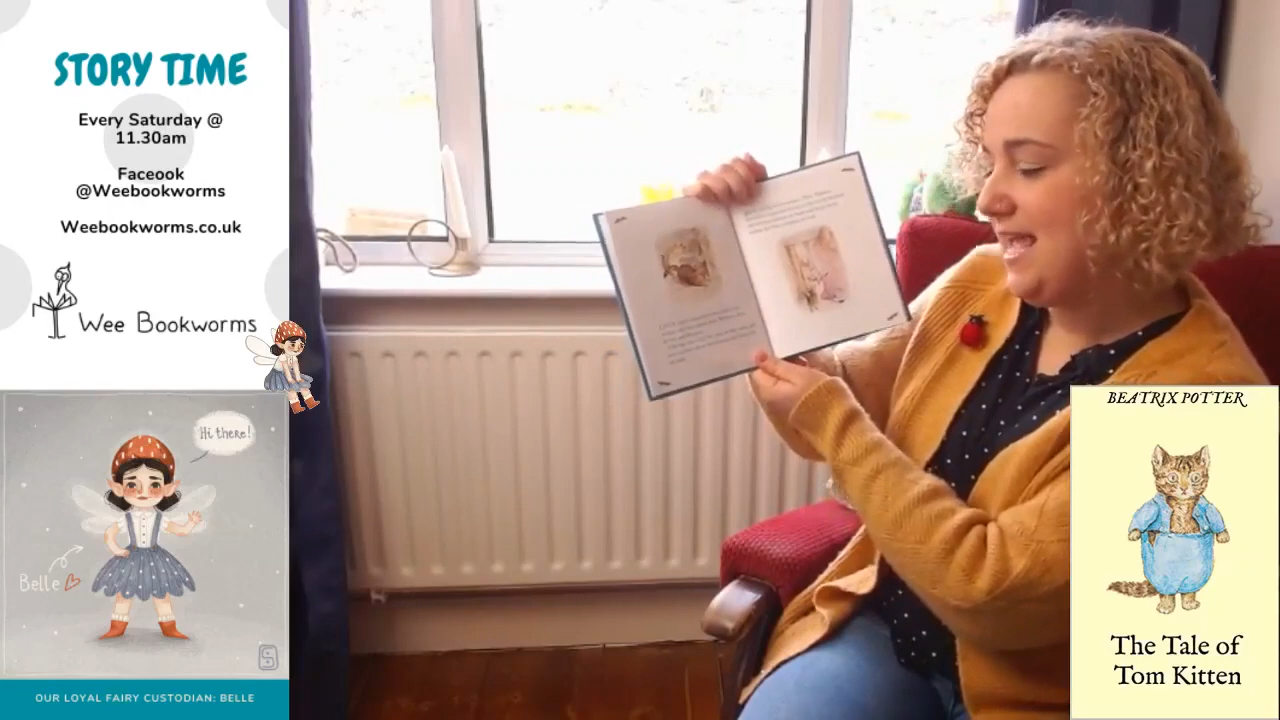 STORY TIME
Every Saturday @
11.30am
Faceook
@Weebookworms
Weebookworms.co.uk
Wee Bookworms
Hi there!
Belle
OUR LOYAL FAIRY CUSTODIAN: BELLE
BEATRIX POTTER
The Tale of
Tom Kitten